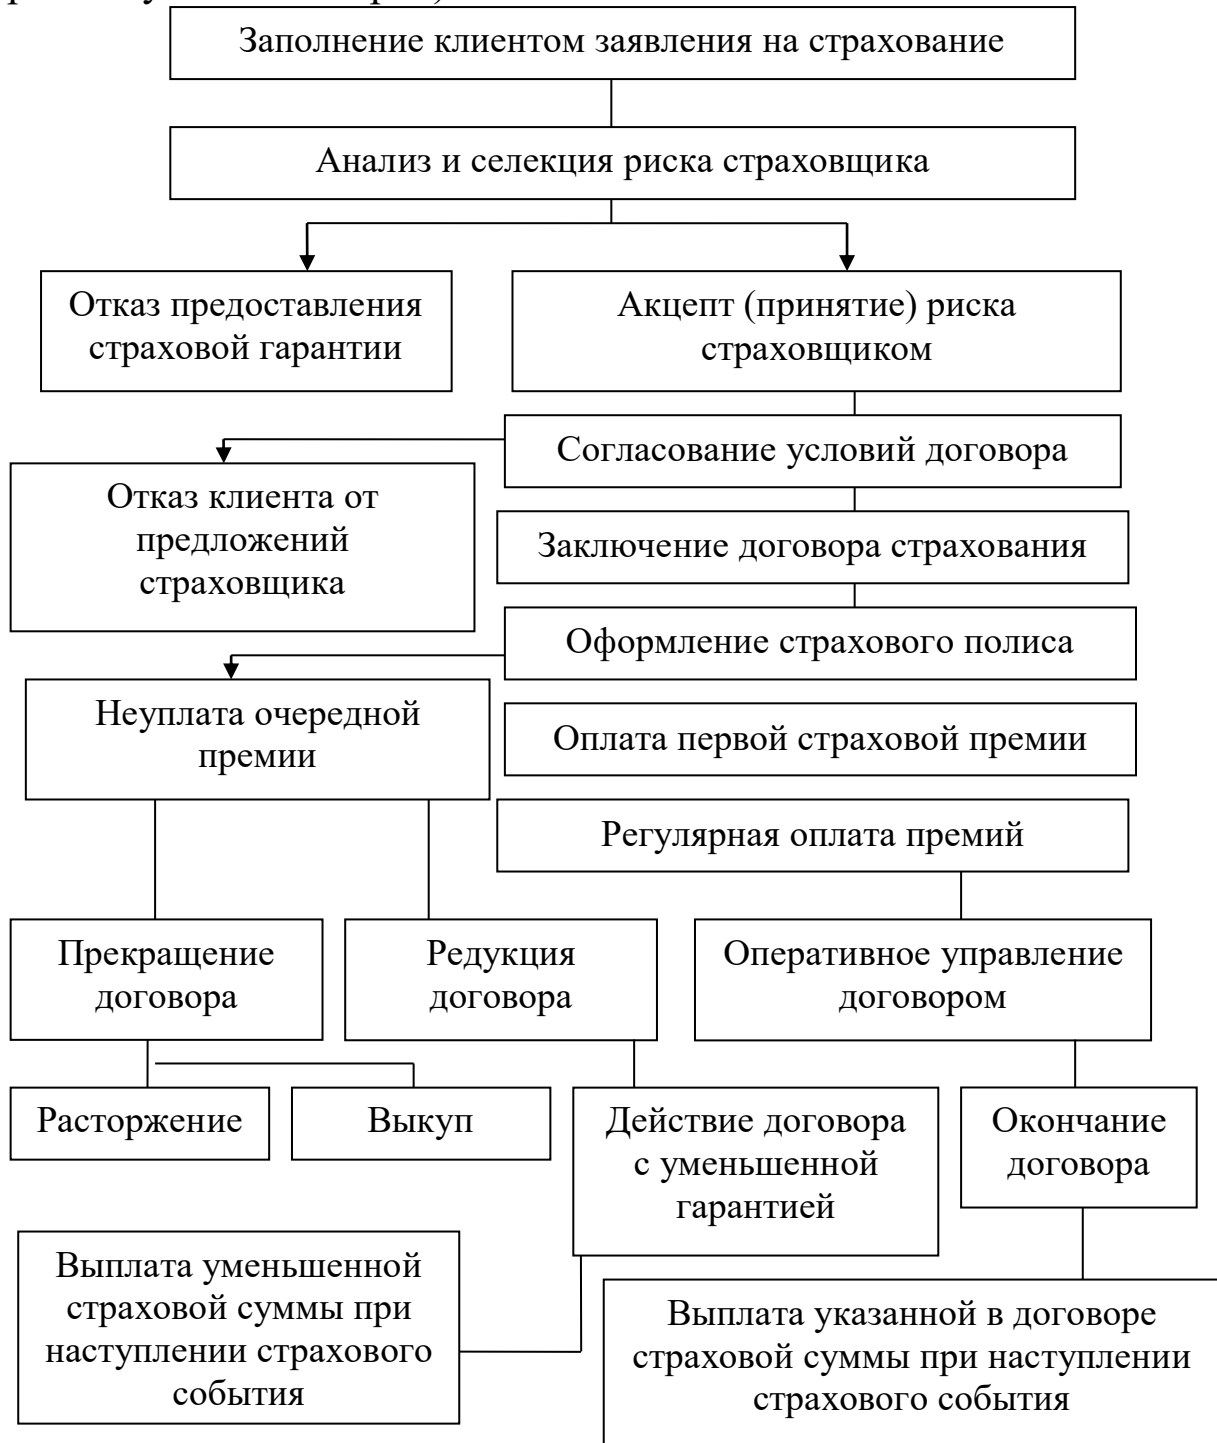 Заполнение клиентом заявления на страхование
Анализ и селекция риска страховщика
Отказ предоставления
страховой гарантии
Акцепт (принятие) риска
страховщиком
Согласование условий договора
Отказ клиента от
предложений
страховщика
Заключение договора страхования
Оформление страхового полиса
Неуплата очередной
премии
Оплата первой страховой премии
Регулярная оплата премий
Прекращение
договора
Редукция
договора
Оперативное управление
договором
Расторжение
Выкуп
Действие договора
с уменьшенной
гарантией
Окончание
договора
Выплата уменьшенной
страховой суммы при
наступлении страхового
события
Выплата указанной в договоре
страховой суммы при наступлении
страхового события